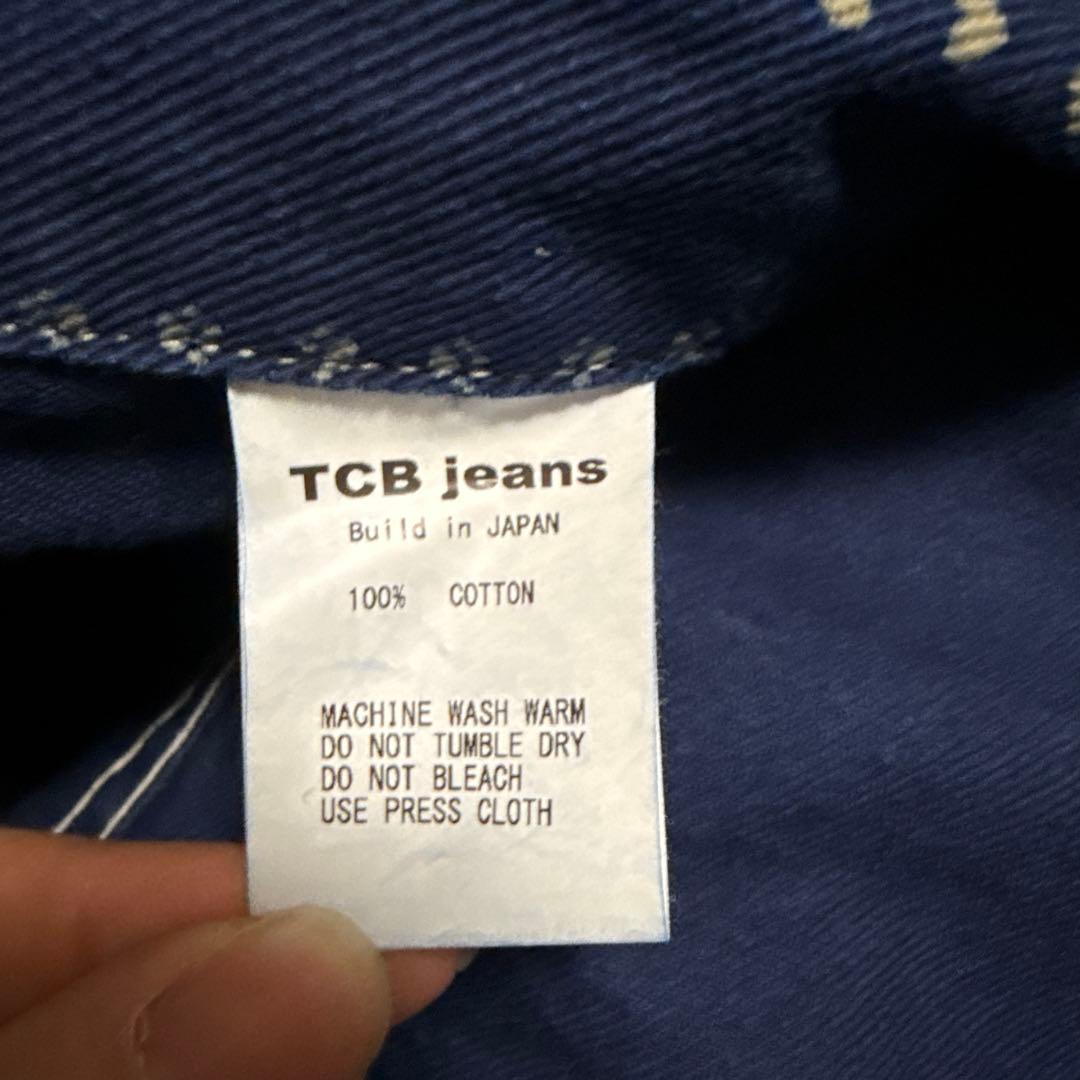 TCB jeans
Build in JAPAN
100% COTTON
MACHINE WASH WARM
DO NOT TUMBLE DRY
DO NOT BLEACH
USE PRESS CLOTH